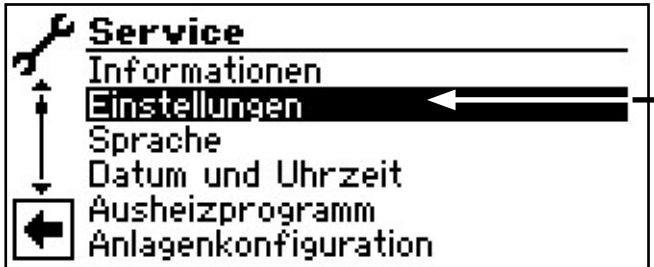 Service
Informationen
Einstellungen
Sprache
Datum und Uhrzeit
Ausheizprogramm
Anlagenkonfiguration